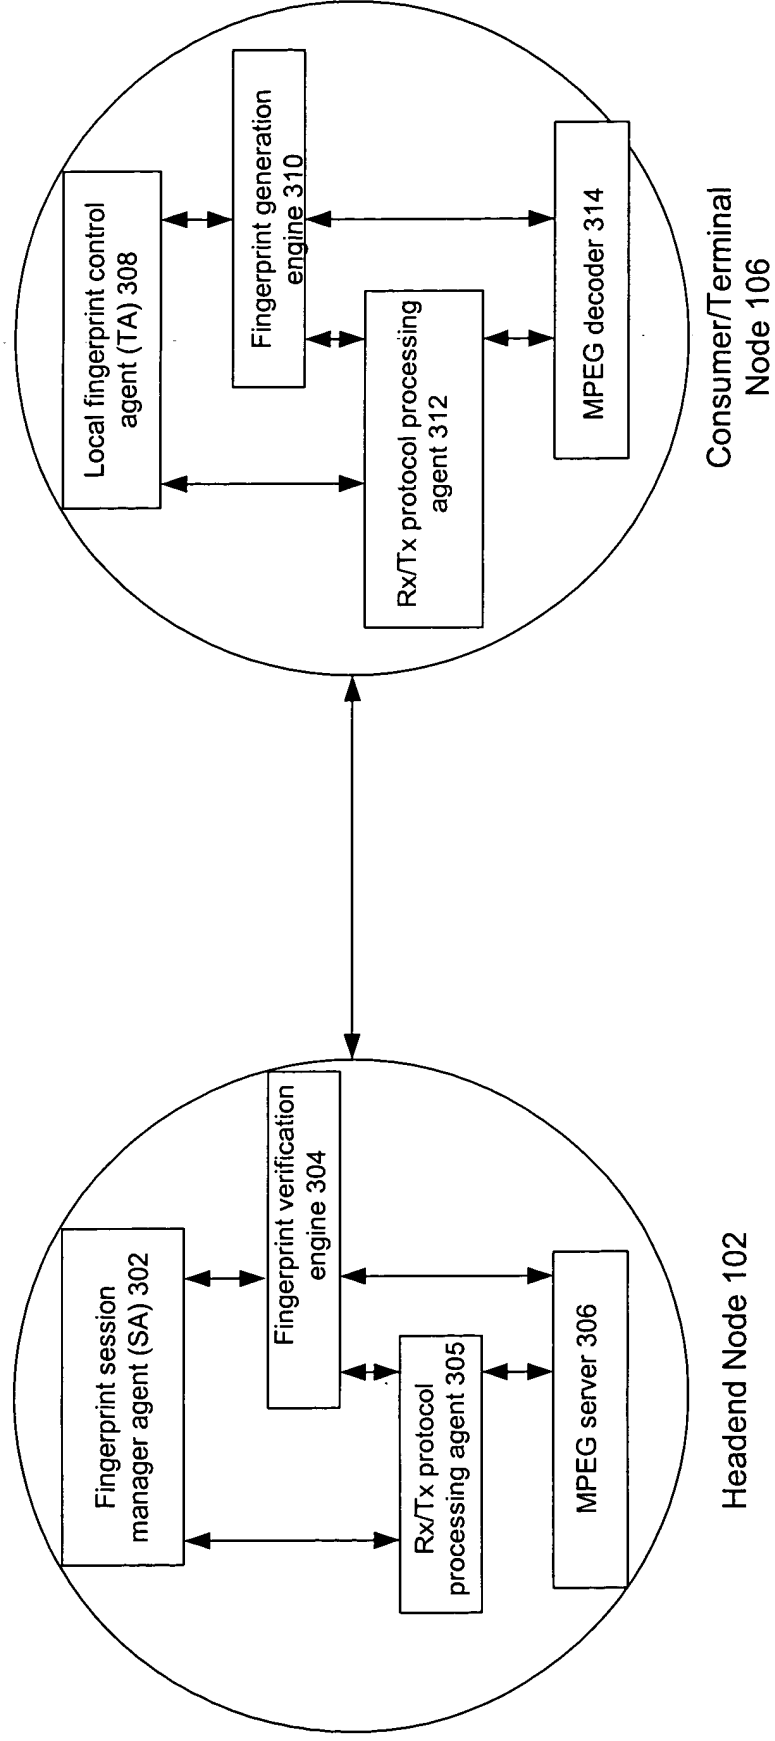 Fingerprint session
manager agent (SA) 302
Fingerprint verification
engine 304
Rx/Tx protocol
processing agent 305
MPEG server 306
Headend Node 102
Local fingerprint control
agent (TA) 308
Fingerprint generation
engine 310
Rx/Tx protocol processing
agent 312
MPEG decoder 314
Consumer/Terminal
Node 106